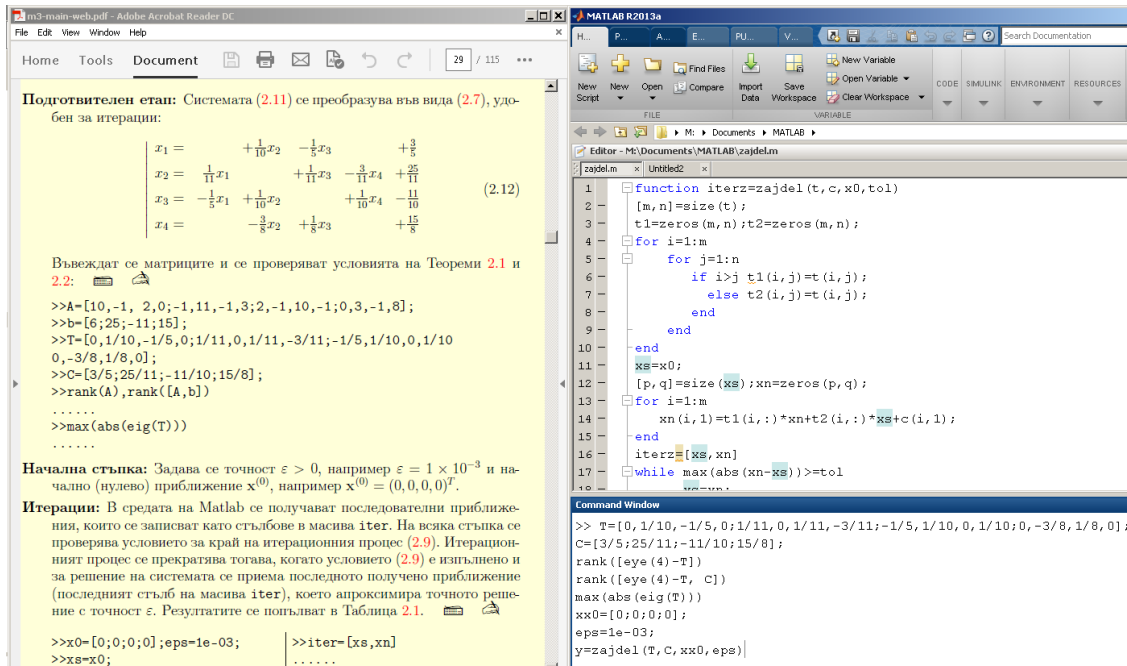 m3-main-web.pdf - Adobe Acrobat Reader DC
File Edit View Window Help
Home Tools Document 29 / 115
Подготвителен етап: Системата (2.11) се преобразува във вида (2.7), удо-
бен за итерации:
x₁ = +1/10x₂ −1/5x₃ +3/5
x₂ = 1/11x₁ +1/11x₃ −3/11x₄ +25/11
x₃ = −1/5x₁ +1/10x₂ +1/10x₄ −11/10
x₄ = −3/8x₂ +1/8x₃ +15/8
(2.12)
Въвеждат се матриците и се проверяват условията на Теореми 2.1 и
2.2:
>>A=[10,-1, 2,0;-1,11,-1,3;2,-1,10,-1;0,3,-1,8];
>>b=[6;25;-11;15];
>>T=[0,1/10,-1/5,0;1/11,0,1/11,-3/11;-1/5,1/10,0,1/10
0,-3/8,1/8,0];
>>C=[3/5;25/11;-11/10;15/8];
>>rank(A),rank([A,b])
......
>>max(abs(eig(T)))
......
Начална стъпка: Задава се точност ε > 0, например ε = 1 × 10⁻³ и на-
чално (нулево) приближение x⁽⁰⁾, например x⁽⁰⁾ = (0, 0, 0, 0)ᵀ.
Итерации: В средата на Matlab се получават последователни приближе-
ния, които се записват като стълбове в масива iter. На всяка стъпка се
проверява условието за край на итерационния процес (2.9). Итерацион-
ният процес се прекратява тогава, когато условието (2.9) е изпълнено и
за решение на системата се приема последното получено приближение
(последният стълб на масива iter), което апроксимира точното реше-
ние с точност ε. Резултатите се попълват в Таблица 2.1.
>>x0=[0;0;0;0];eps=1e-03; >>iter=[xs,xn]
>>xs=x0; ......
MATLAB R2013a
H... P... A... E... PU... V... Search Documentation
New Script
New
Open
Find Files
Compare
Import Data
Save Workspace
New Variable
Open Variable
Clear Workspace
CODE SIMULINK ENVIRONMENT RESOURCES
FILE VARIABLE
M: Documents MATLAB
Editor - M:\Documents\MATLAB\zajdel.m
zajdel.m × Untitled2 ×
1 function iterz=zajdel(t,c,x0,tol)
2 [m,n]=size(t);
3 t1=zeros(m,n);t2=zeros(m,n);
4 for i=1:m
5 for j=1:n
6 if i>j t1(i,j)=t(i,j);
7 else t2(i,j)=t(i,j);
8 end
9 end
10 end
11 xs=x0;
12 [p,q]=size(xs);xn=zeros(p,q);
13 for i=1:m
14 xn(i,1)=t1(i,:)*xn+t2(i,:)*xs+c(i,1);
15 end
16 iterz=[xs,xn]
17 while max(abs(xn-xs))>=tol
18 xs=xn;
Command Window
>> T=[0,1/10,-1/5,0;1/11,0,1/11,-3/11;-1/5,1/10,0,1/10;0,-3/8,1/8,0];
C=[3/5;25/11;-11/10;15/8];
rank([eye(4)-T])
rank([eye(4)-T, C])
max(abs(eig(T)))
xx0=[0;0;0;0];
eps=1e-03;
y=zajdel(T,C,xx0,eps)